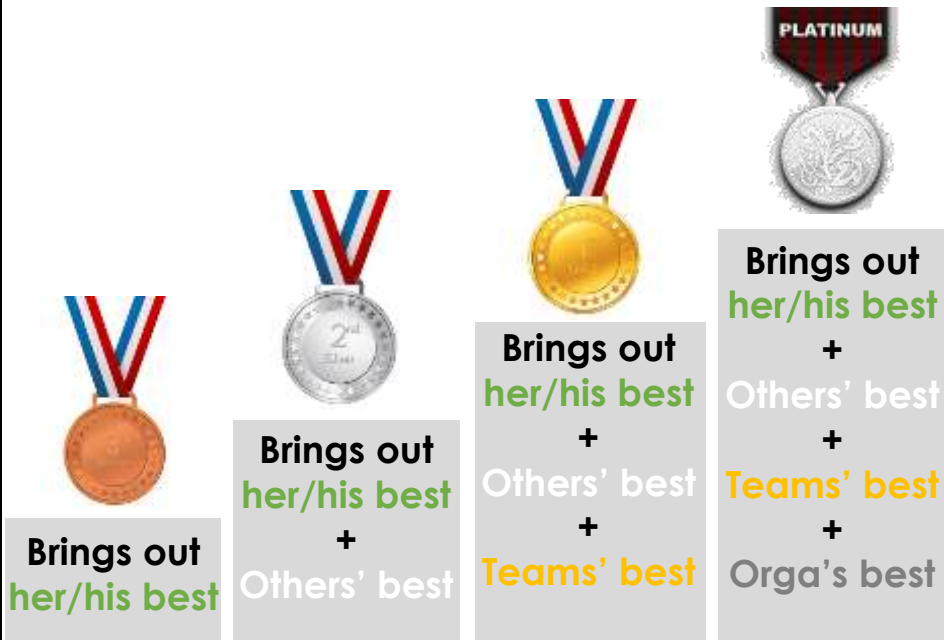 Brings out
her/his best
2nd
Brings out
her/his best
+
Others’ best
Brings out
her/his best
+
Others’ best
+
Teams’ best
PLATINUM
Brings out
her/his best
+
Others’ best
+
Teams’ best
+
Orga’s best